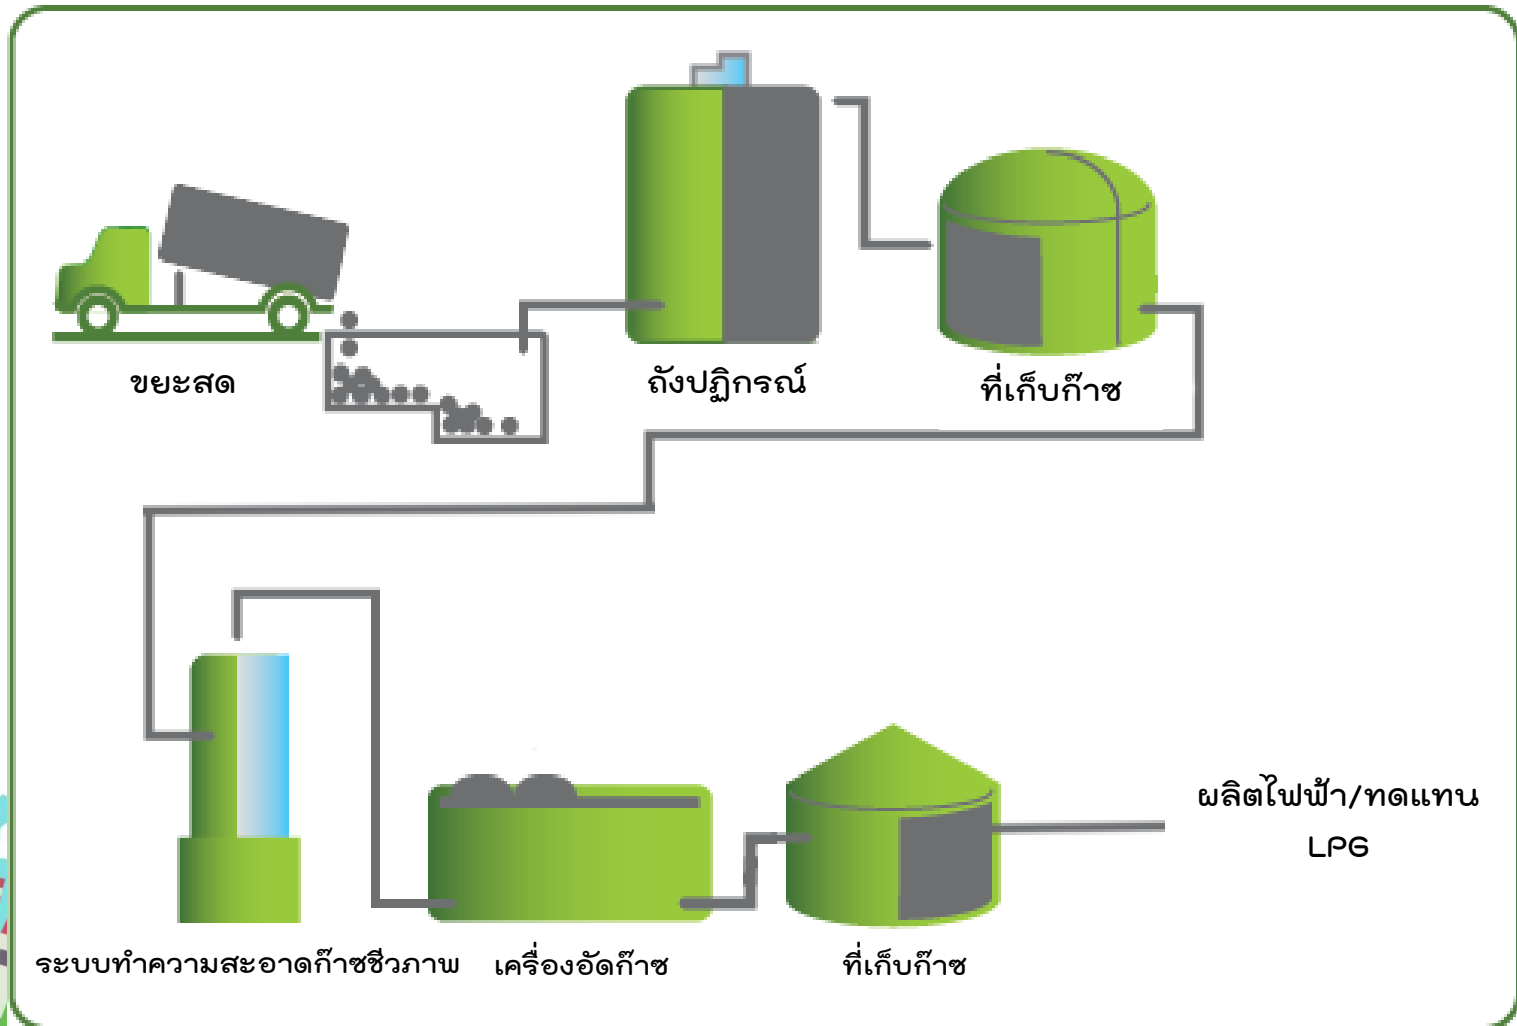 ขยะสด
ถังปฏิกรณ์
ที่เก็บก๊าซ
ระบบทำความสะอาดก๊าซชีวภาพ
เครื่องอัดก๊าซ
ที่เก็บก๊าซ
ผลิตไฟฟ้า/ทดแทน
LPG